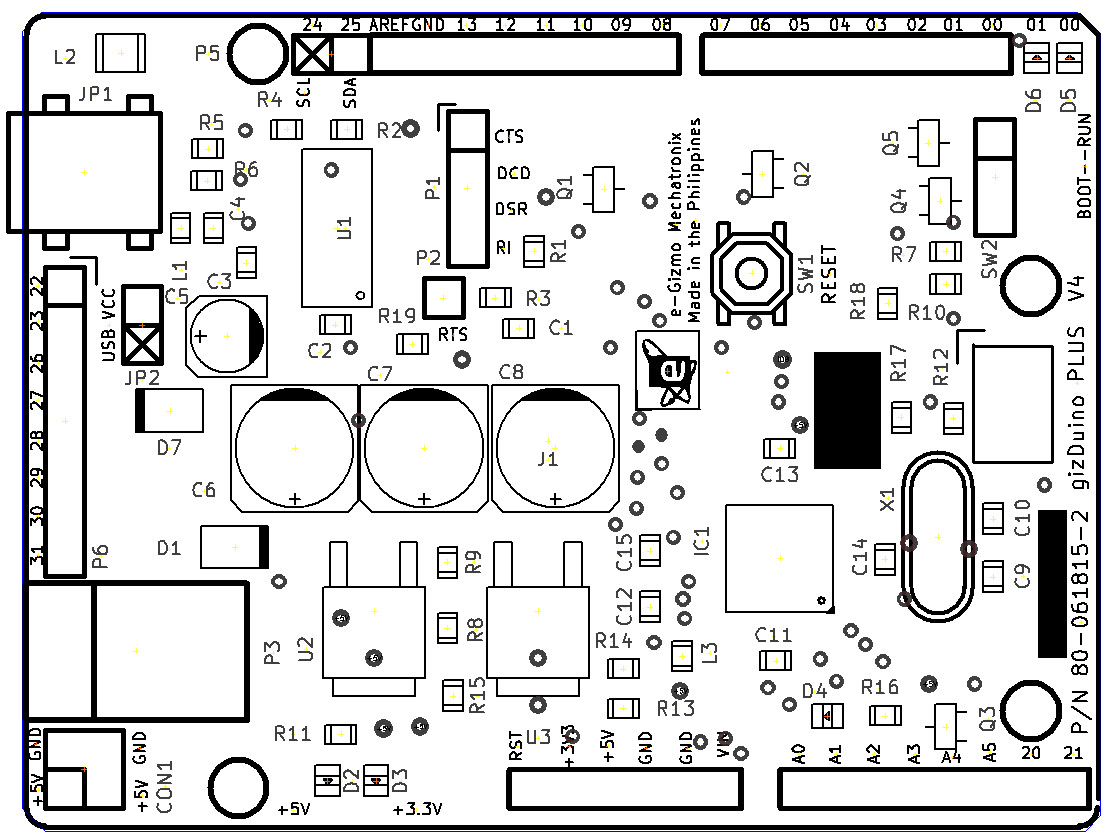 24 25 AREF GND 13 12 11 10 09 08 07 06 05 04 03 02 01 00 01 00
L2
P5
SCL
SDA
D6
D5
JP1
R4
R5
R2
R6
C4
U1
P1
CTS
DCD
DSR
RI
P2
Q1
R1
e-Gizmo Mechatronix
Made in the Philippines
Q2
Q5
Q4
BOOT--RUN
SW2
R7
R10
R18
SW1
RESET
L1
C5
C3
USB VCC
JP2
22
23
26
27
28
29
30
31
P6
R19
RTS
R3
C1
C2
C7
C8
D7
C6
J1
e
R17
R12
V4
gizDuino PLUS
P/N 80-061815-2
C13
X1
C10
C9
C14
IC1
D1
R9
C15
C12
R8
U2
P3
R14
L3
C11
R15
R13
D4
R16
Q3
R11
U3
RST
+3V3
+5V
GND
GND
VIN
A0
A1
A2
A3
A4
A5
20
21
+5V GND
+5V GND
CON1
D2
D3
+5V
+3.3V